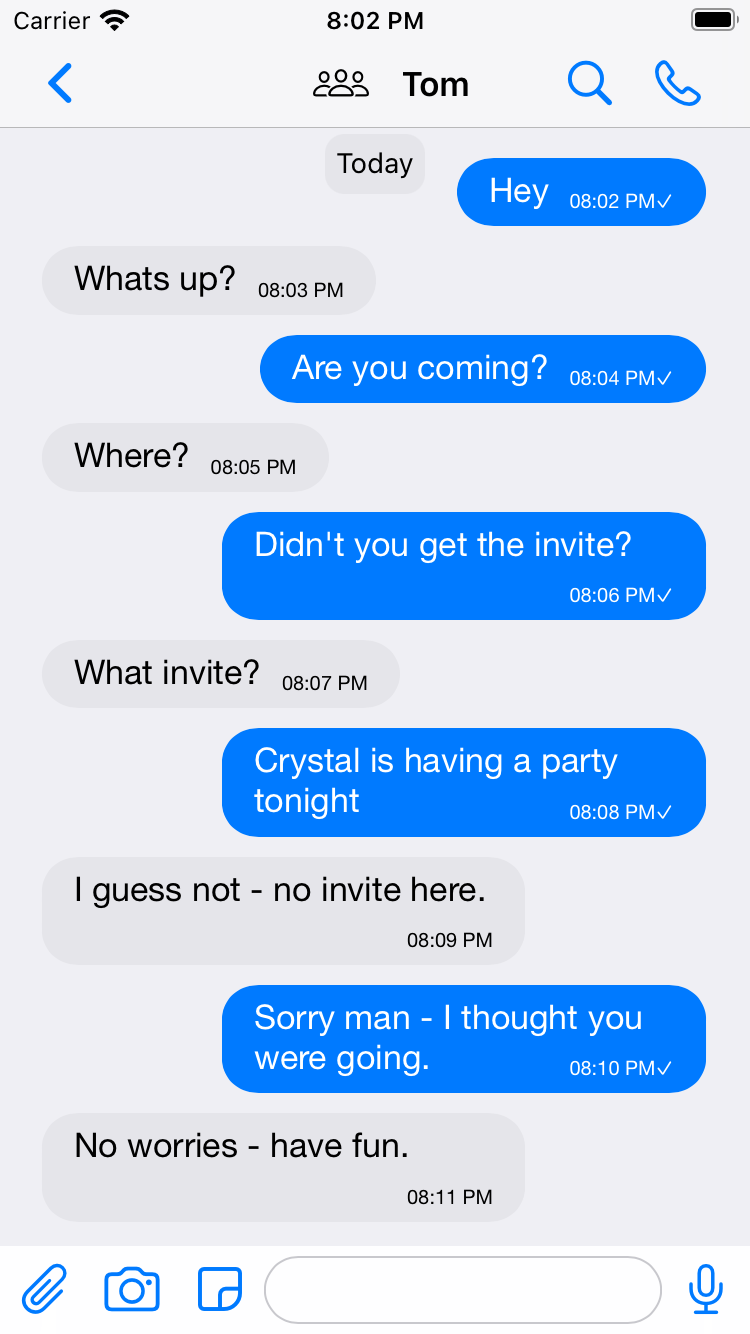 Carrier 8:02 PM
Tom
Today
Hey 08:02 PM✓
Whats up? 08:03 PM
Are you coming? 08:04 PM✓
Where? 08:05 PM
Didn't you get the invite?
08:06 PM✓
What invite? 08:07 PM
Crystal is having a party
tonight 08:08 PM✓
I guess not - no invite here.
08:09 PM
Sorry man - I thought you
were going. 08:10 PM✓
No worries - have fun.
08:11 PM